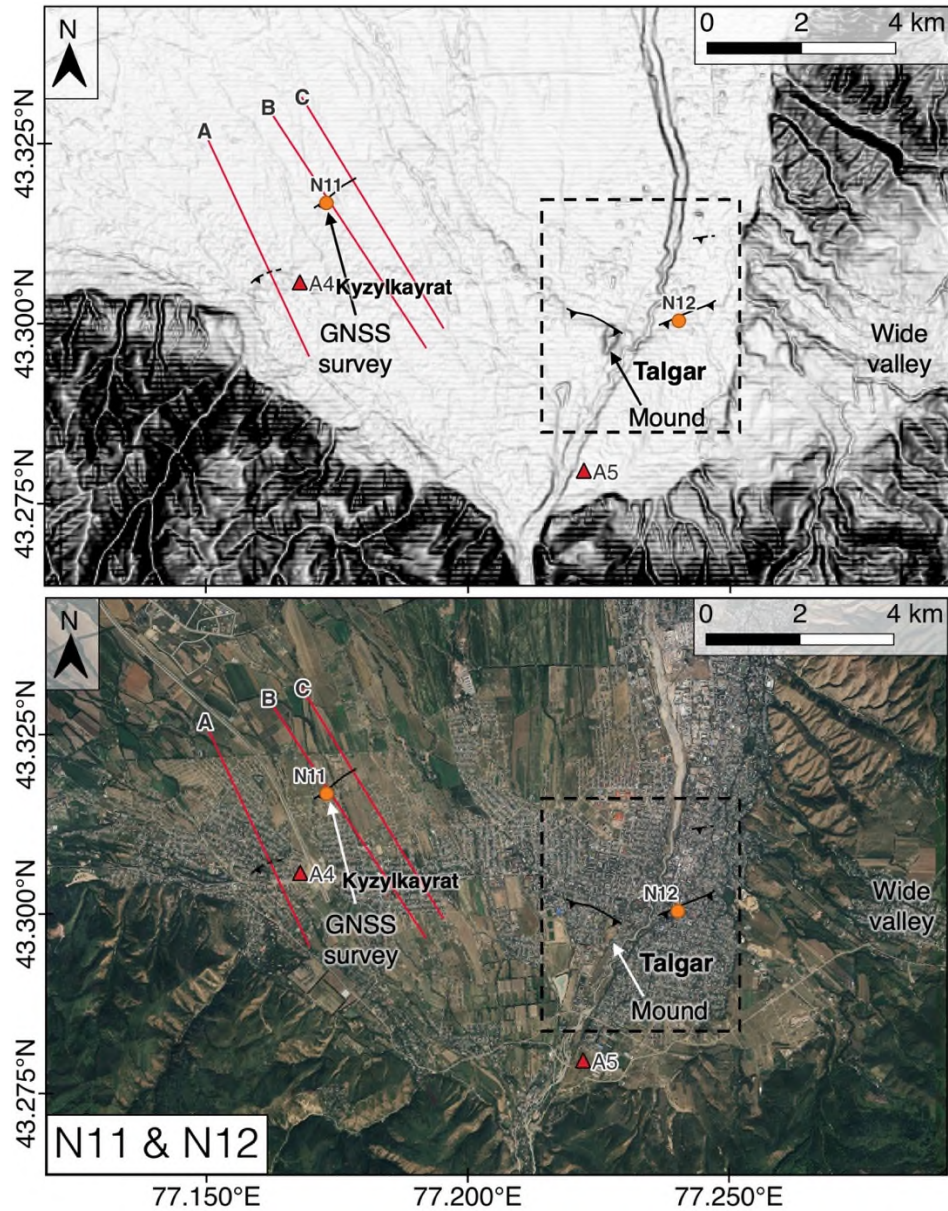 N
0 2 4 km
43.325°N
43.300°N
43.275°N
A
B
C
N11
A4
Kyzylkayrat
GNSS
survey
N12
Talgar
Mound
A5
Wide
valley
N
0 2 4 km
43.325°N
43.300°N
43.275°N
A
B
C
N11
A4
Kyzylkayrat
GNSS
survey
N12
Talgar
Mound
A5
Wide
valley
N11 & N12
77.150°E 77.200°E 77.250°E